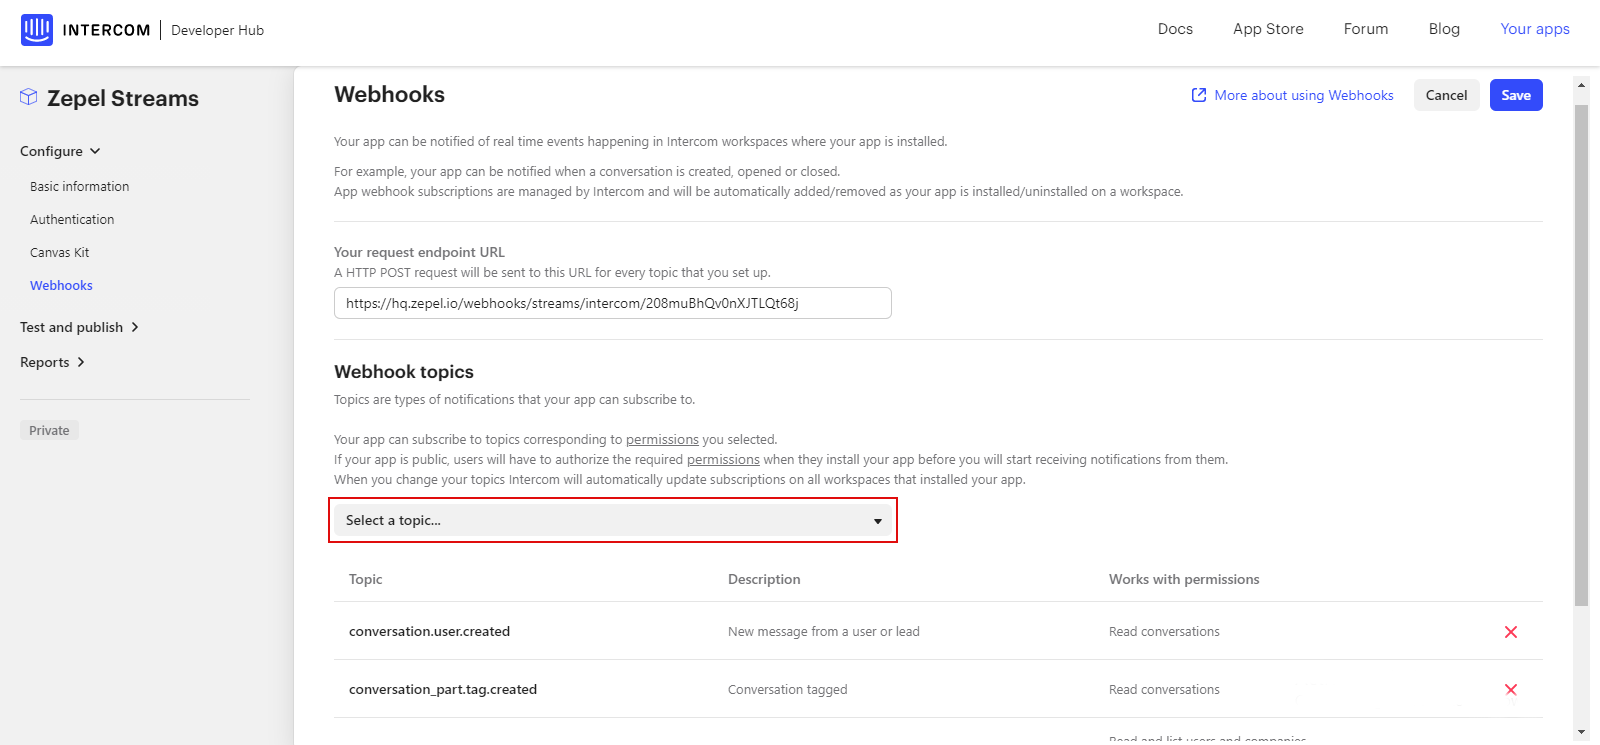 INTERCOM Developer Hub
Docs App Store Forum Blog Your apps
Zepel Streams
Configure
Basic information
Authentication
Canvas Kit
Webhooks
Test and publish
Reports
Private
Webhooks
More about using Webhooks Cancel Save
Your app can be notified of real time events happening in Intercom workspaces where your app is installed.
For example, your app can be notified when a conversation is created, opened or closed.
App webhook subscriptions are managed by Intercom and will be automatically added/removed as your app is installed/uninstalled on a workspace.
Your request endpoint URL
A HTTP POST request will be sent to this URL for every topic that you set up.
https://hq.zepel.io/webhooks/streams/intercom/208muBhQv0nXJTLQt68j
Webhook topics
Topics are types of notifications that your app can subscribe to.
Your app can subscribe to topics corresponding to permissions you selected.
If your app is public, users will have to authorize the required permissions when they install your app before you will start receiving notifications from them.
When you change your topics Intercom will automatically update subscriptions on all workspaces that installed your app.
Select a topic...
Topic Description Works with permissions
conversation.user.created New message from a user or lead Read conversations
conversation_part.tag.created Conversation tagged Read conversations
Read and list users and companies